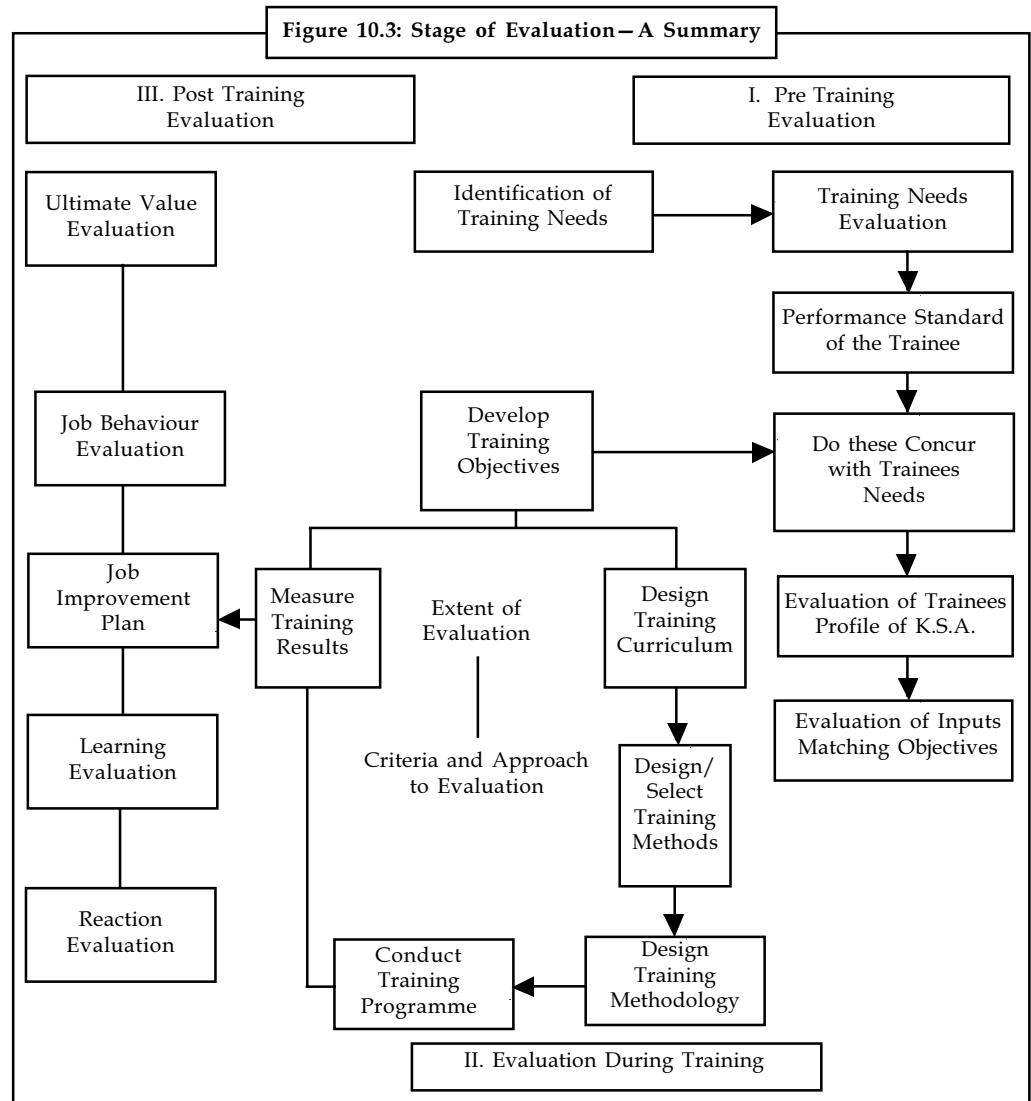 Figure 10.3: Stage of Evaluation—A Summary
III. Post Training
Evaluation
I. Pre Training
Evaluation
Ultimate Value
Evaluation
Identification of
Training Needs
Training Needs
Evaluation
Performance Standard
of the Trainee
Job Behaviour
Evaluation
Develop
Training
Objectives
Do these Concur
with Trainees
Needs
Job
Improvement
Plan
Measure
Training
Results
Extent of
Evaluation
Design
Training
Curriculum
Evaluation of Trainees
Profile of K.S.A.
Learning
Evaluation
Criteria and Approach
to Evaluation
Design/
Select
Training
Methods
Evaluation of Inputs
Matching Objectives
Reaction
Evaluation
Conduct
Training
Programme
Design
Training
Methodology
II. Evaluation During Training